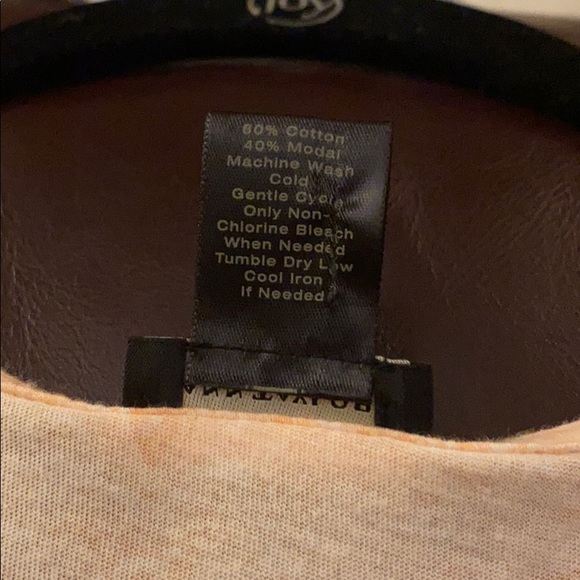 Joy
60% Cotton
40% Modal
Machine Wash
Cold
Gentle Cycle
Only Non-
Chlorine Bleach
When Needed
Tumble Dry Low
Cool Iron
If Needed